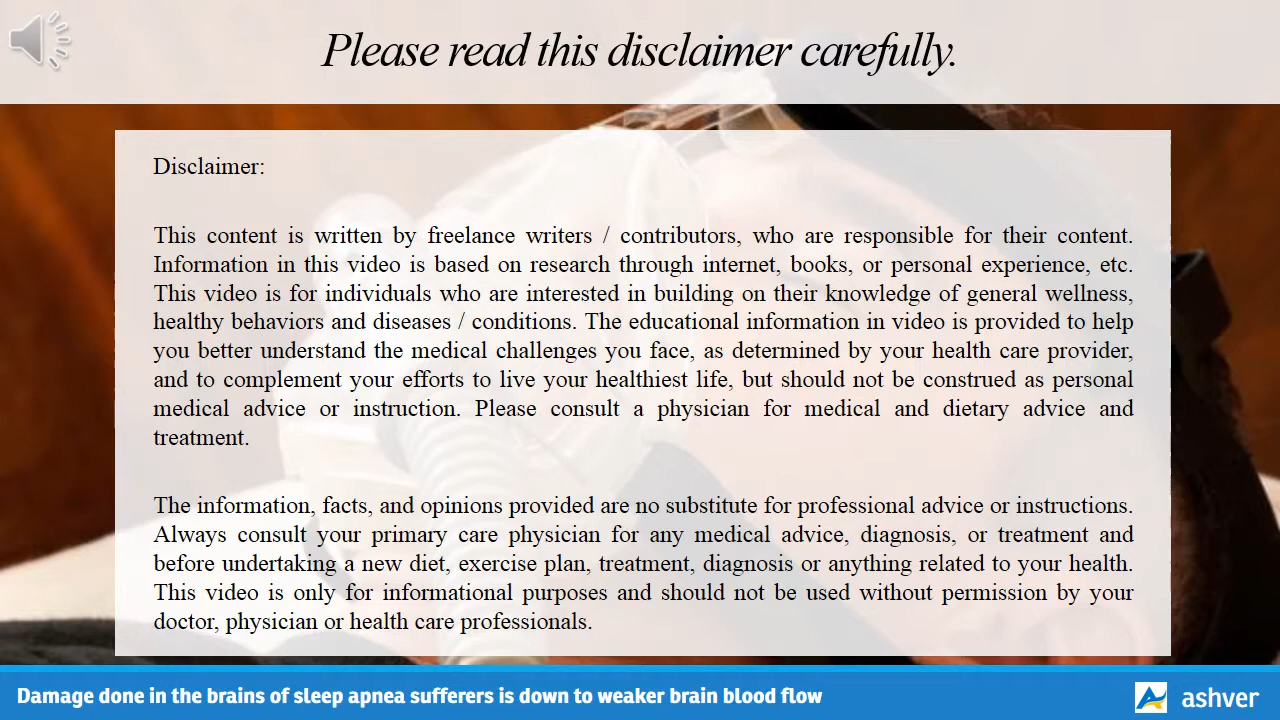 Please read this disclaimer carefully.
Disclaimer:
This content is written by freelance writers / contributors, who are responsible for their content.
Information in this video is based on research through internet, books, or personal experience, etc.
This video is for individuals who are interested in building on their knowledge of general wellness,
healthy behaviors and diseases / conditions. The educational information in video is provided to help
you better understand the medical challenges you face, as determined by your health care provider,
and to complement your efforts to live your healthiest life, but should not be construed as personal
medical advice or instruction. Please consult a physician for medical and dietary advice and
treatment.
The information, facts, and opinions provided are no substitute for professional advice or instructions.
Always consult your primary care physician for any medical advice, diagnosis, or treatment and
before undertaking a new diet, exercise plan, treatment, diagnosis or anything related to your health.
This video is only for informational purposes and should not be used without permission by your
doctor, physician or health care professionals.
Damage done in the brains of sleep apnea sufferers is down to weaker brain blood flow
ashver